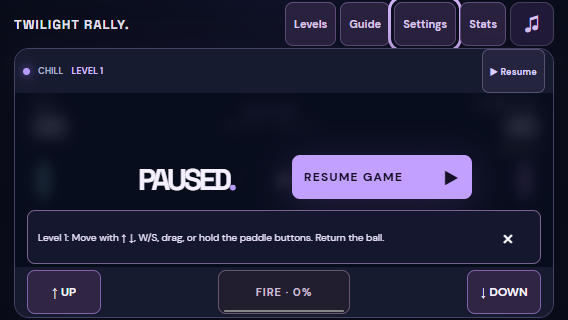 TWILIGHT RALLY.
Levels
Guide
Settings
Stats
CHILL LEVEL 1
▶ Resume
PAUSED.
RESUME GAME ▶
Level 1: Move with ↑ ↓, W/S, drag, or hold the paddle buttons. Return the ball.
×
↑ UP
FIRE · 0%
↓ DOWN